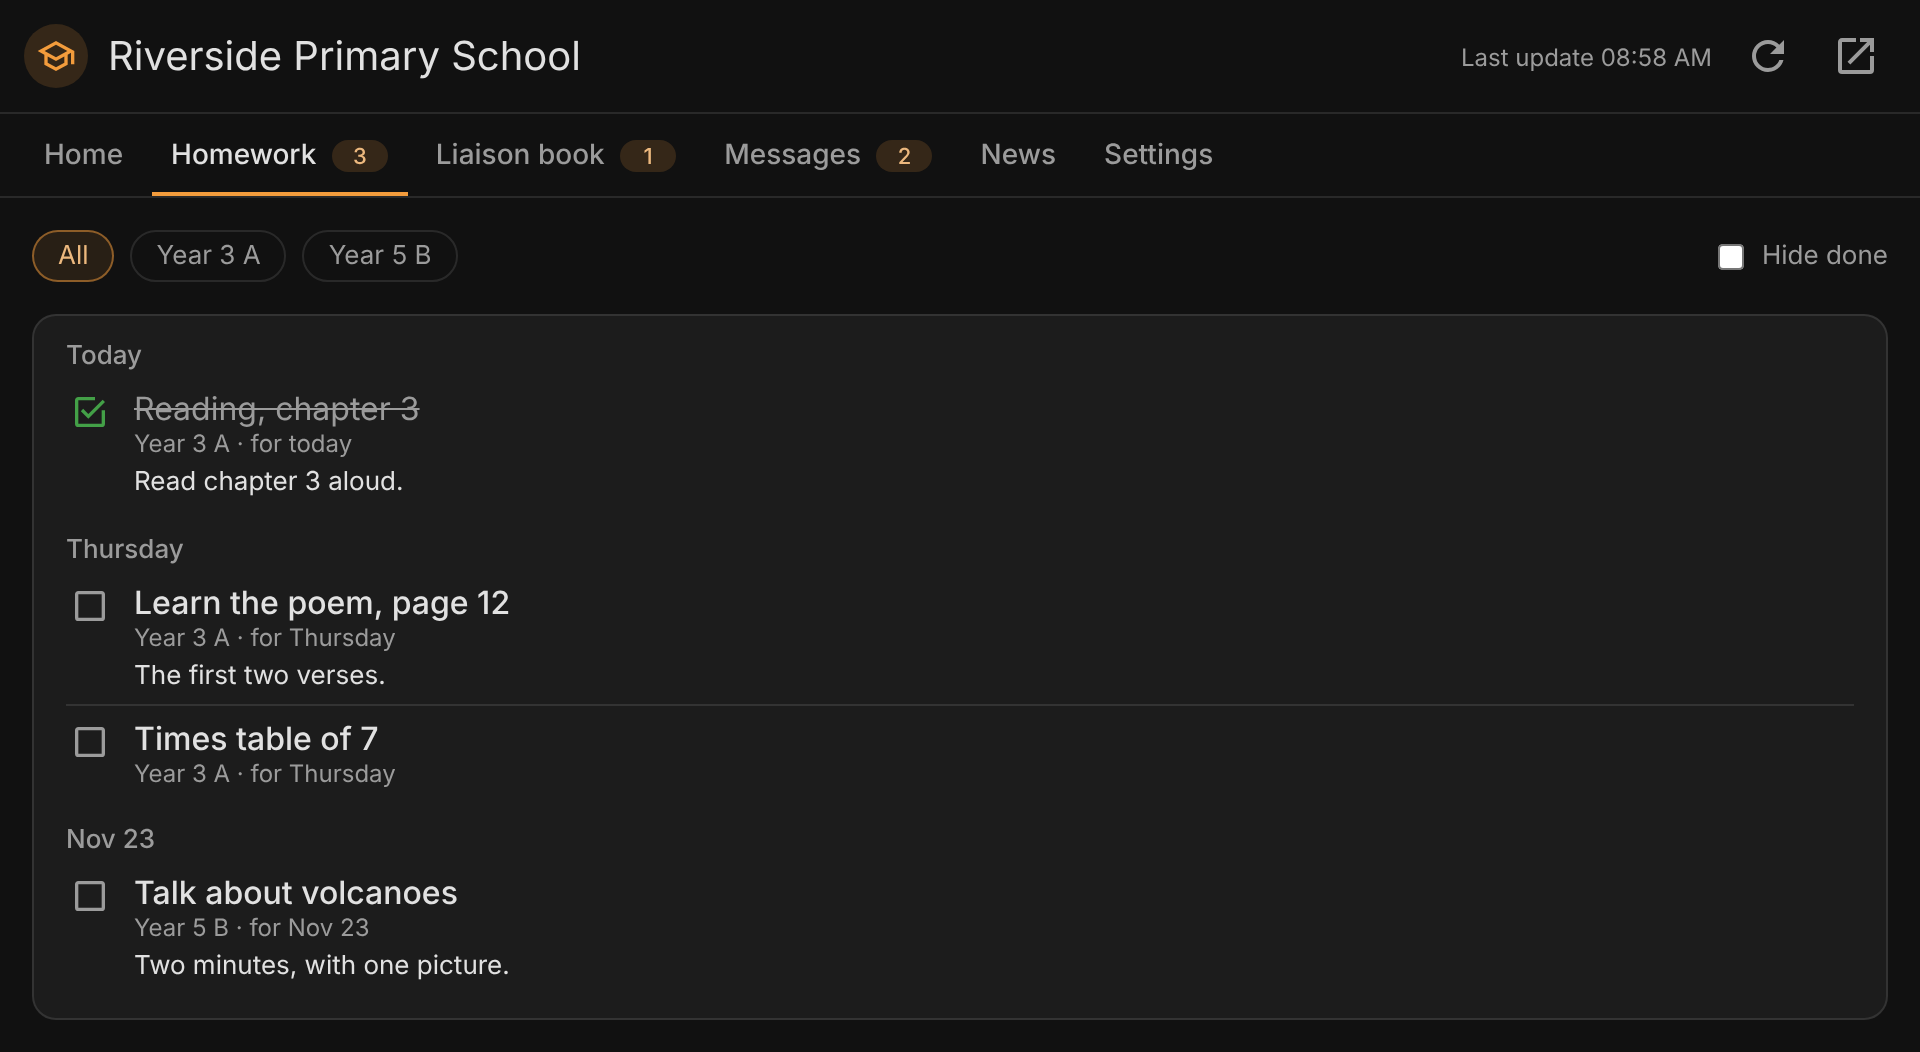 Riverside Primary School
Last update 08:58 AM
Home
Homework 3
Liaison book 1
Messages 2
News
Settings
All
Year 3 A
Year 5 B
Hide done
Today
Reading, chapter 3
Year 3 A · for today
Read chapter 3 aloud.
Thursday
Learn the poem, page 12
Year 3 A · for Thursday
The first two verses.
Times table of 7
Year 3 A · for Thursday
Nov 23
Talk about volcanoes
Year 5 B · for Nov 23
Two minutes, with one picture.